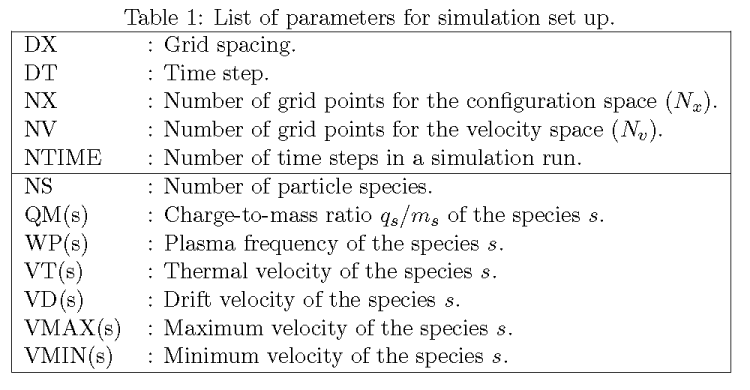 Table 1: List of parameters for simulation set up.
DX : Grid spacing.
DT : Time step.
NX : Number of grid points for the configuration space (Nₓ).
NV : Number of grid points for the velocity space (Nᵥ).
NTIME : Number of time steps in a simulation run.
NS : Number of particle species.
QM(s) : Charge-to-mass ratio qₛ/mₛ of the species s.
WP(s) : Plasma frequency of the species s.
VT(s) : Thermal velocity of the species s.
VD(s) : Drift velocity of the species s.
VMAX(s) : Maximum velocity of the species s.
VMIN(s) : Minimum velocity of the species s.